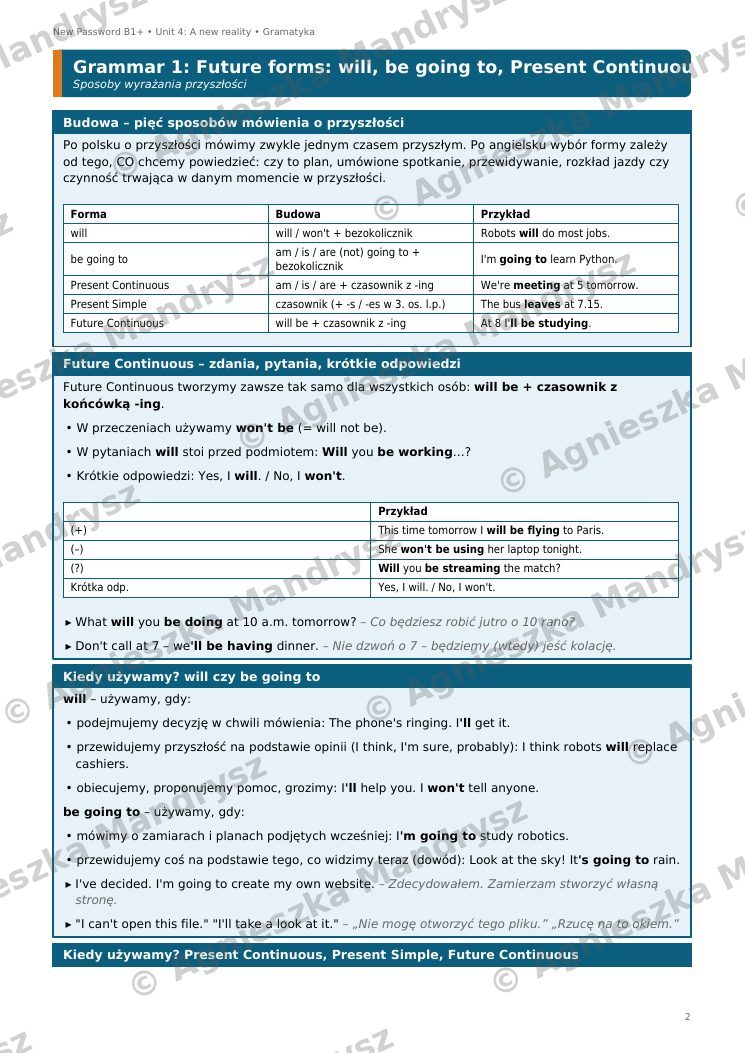 New Password B1+ • Unit 4: A new reality • Gramatyka
Grammar 1: Future forms: will, be going to, Present Continuou
Sposoby wyrażania przyszłości
Budowa – pięć sposobów mówienia o przyszłości
Po polsku o przyszłości mówimy zwykle jednym czasem przyszłym. Po angielsku wybór formy zależy
od tego, CO chcemy powiedzieć: czy to plan, umówione spotkanie, przewidywanie, rozkład jazdy czy
czynność trwająca w danym momencie w przyszłości.
Forma Budowa Przykład
will will / won't + bezokolicznik Robots will do most jobs.
be going to am / is / are (not) going to + bezokolicznik I'm going to learn Python.
Present Continuous am / is / are + czasownik z -ing We're meeting at 5 tomorrow.
Present Simple czasownik (+ -s / -es w 3. os. l.p.) The bus leaves at 7.15.
Future Continuous will be + czasownik z -ing At 8 I'll be studying.
Future Continuous – zdania, pytania, krótkie odpowiedzi
Future Continuous tworzymy zawsze tak samo dla wszystkich osób: will be + czasownik z
końcówką -ing.
• W przeczeniach używamy won't be (= will not be).
• W pytaniach will stoi przed podmiotem: Will you be working…?
• Krótkie odpowiedzi: Yes, I will. / No, I won't.
Przykład
(+) This time tomorrow I will be flying to Paris.
(–) She won't be using her laptop tonight.
(?) Will you be streaming the match?
Krótka odp. Yes, I will. / No, I won't.
▸ What will you be doing at 10 a.m. tomorrow? – Co będziesz robić jutro o 10 rano?
▸ Don't call at 7 – we'll be having dinner. – Nie dzwoń o 7 – będziemy (wtedy) jeść kolację.
Kiedy używamy? will czy be going to
will – używamy, gdy:
• podejmujemy decyzję w chwili mówienia: The phone's ringing. I'll get it.
• przewidujemy przyszłość na podstawie opinii (I think, I'm sure, probably): I think robots will replace
cashiers.
• obiecujemy, proponujemy pomoc, grozimy: I'll help you. I won't tell anyone.
be going to – używamy, gdy:
• mówimy o zamiarach i planach podjętych wcześniej: I'm going to study robotics.
• przewidujemy coś na podstawie tego, co widzimy teraz (dowód): Look at the sky! It's going to rain.
▸ I've decided. I'm going to create my own website. – Zdecydowałem. Zamierzam stworzyć własną
stronę.
▸ "I can't open this file." "I'll take a look at it." – „Nie mogę otworzyć tego pliku.” „Rzucę na to okiem.”
Kiedy używamy? Present Continuous, Present Simple, Future Continuous
2
© Agnieszka Mandrysz